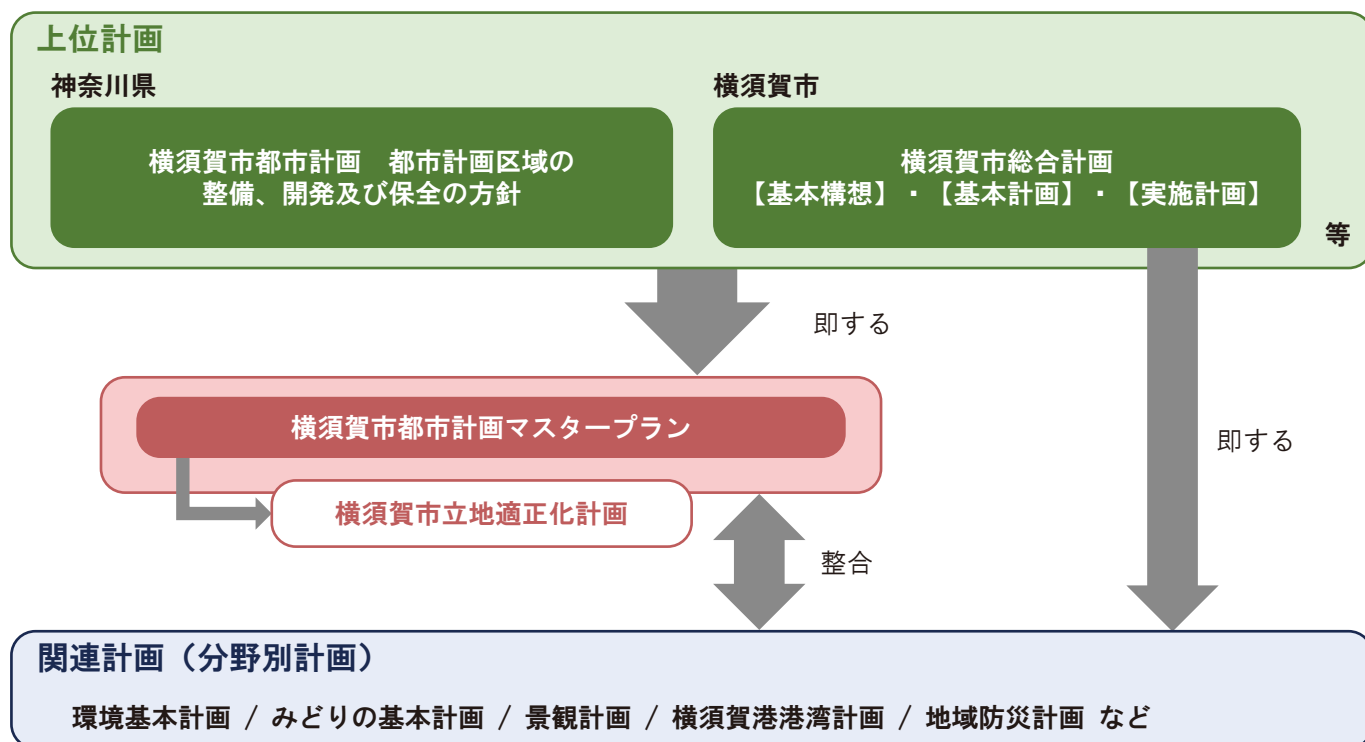 上位計画
神奈川県
横須賀市都市計画　都市計画区域の
整備、開発及び保全の方針
横須賀市
横須賀市総合計画
【基本構想】・【基本計画】・【実施計画】
等
即する
横須賀市都市計画マスタープラン
横須賀市立地適正化計画
即する
整合
関連計画（分野別計画）
環境基本計画 / みどりの基本計画 / 景観計画 / 横須賀港港湾計画 / 地域防災計画 など